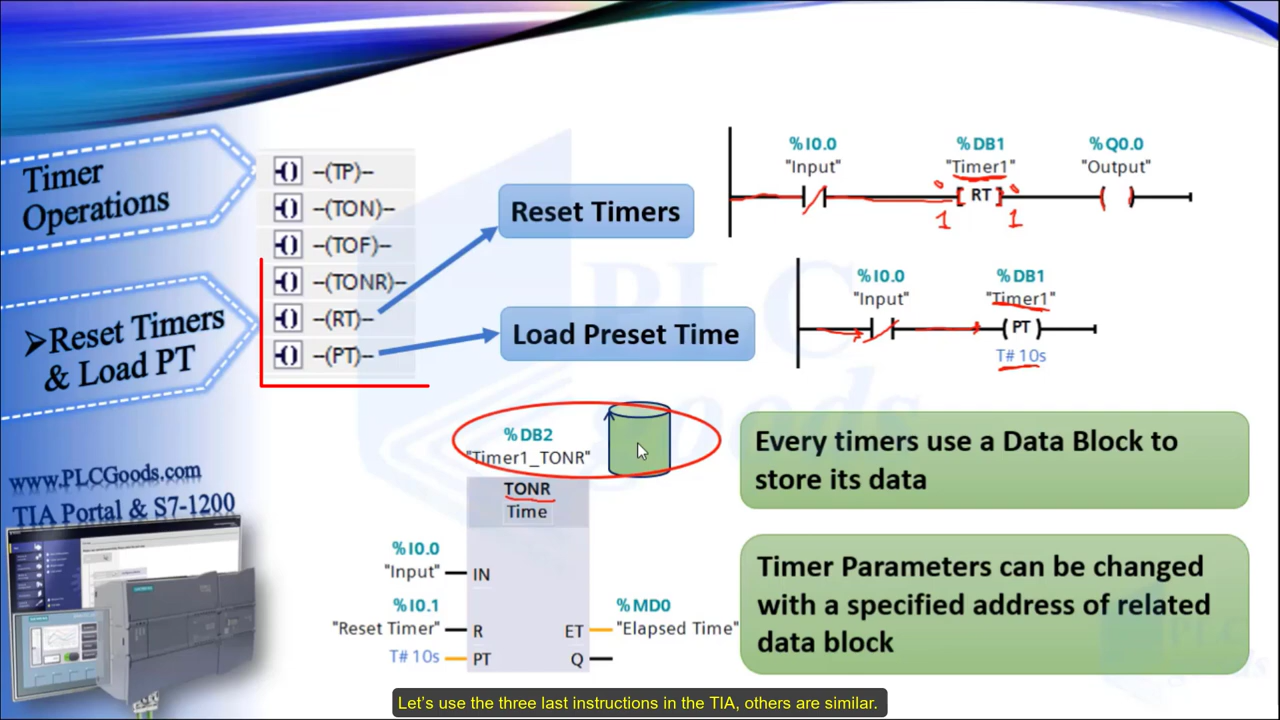 Timer
Operations
➤Reset Timers
& Load PT
www.PLCGoods.com
TIA Portal & S7-1200
–(TP)–
–(TON)–
–(TOF)–
–(TONR)–
–(RT)–
–(PT)–
Reset Timers
Load Preset Time
%I0.0
"Input"
%DB1
"Timer1"
RT
1
1
%Q0.0
"Output"
%I0.0
"Input"
%DB1
"Timer1"
PT
T# 10s
%DB2
"Timer1_TONR"
TONR
Time
%I0.0
"Input"
IN
%I0.1
"Reset Timer"
R
T# 10s
PT
ET
%MD0
"Elapsed Time"
Q
Every timers use a Data Block to
store its data
Timer Parameters can be changed
with a specified address of related
data block
PLC
Goods
Let's use the three last instructions in the TIA, others are similar.